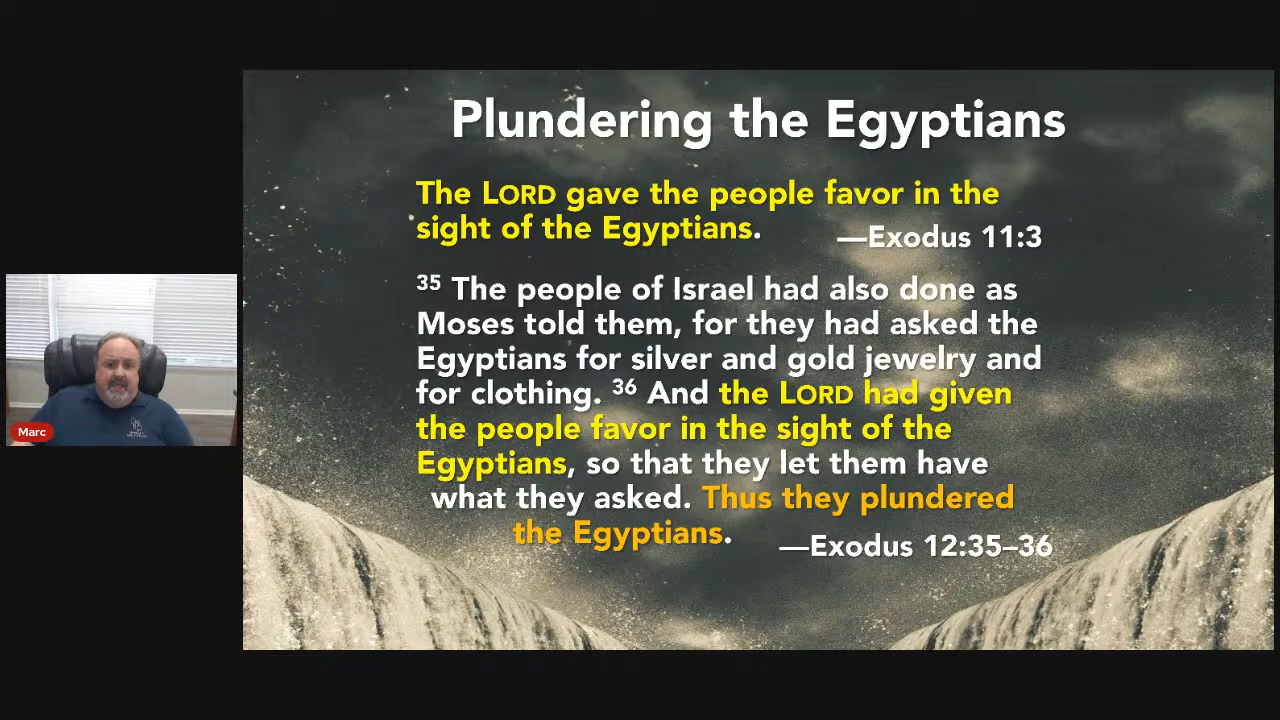 Plundering the Egyptians
The LORD gave the people favor in the
sight of the Egyptians.
—Exodus 11:3
35 The people of Israel had also done as
Moses told them, for they had asked the
Egyptians for silver and gold jewelry and
for clothing. 36 And the LORD had given
the people favor in the sight of the
Egyptians, so that they let them have
what they asked. Thus they plundered
the Egyptians.
—Exodus 12:35–36
Marc